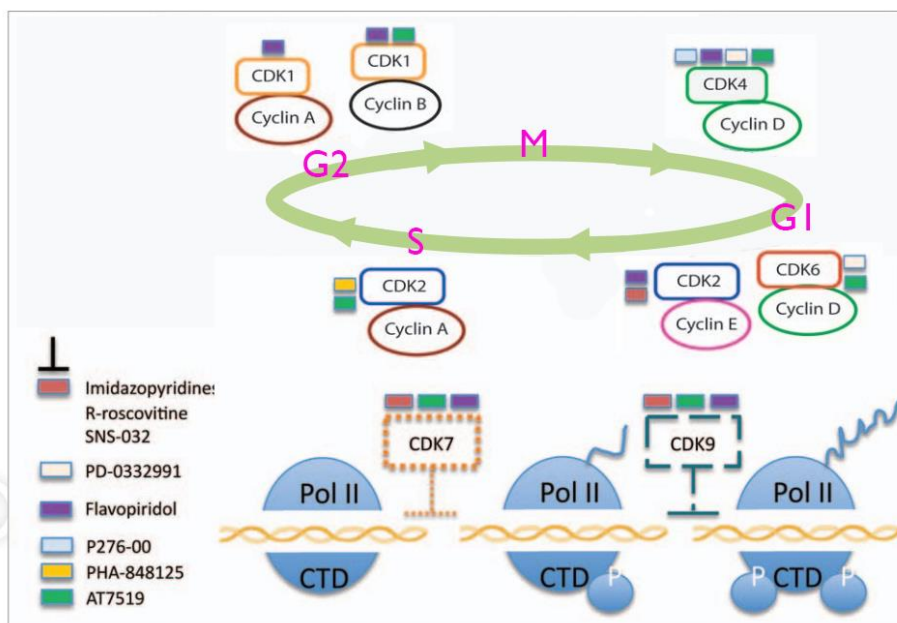 CDK1
Cyclin A
CDK1
Cyclin B
CDK4
Cyclin D
G2
M
G1
S
CDK2
Cyclin A
CDK2
Cyclin E
CDK6
Cyclin D
Imidazopyridines
R-roscovitine
SNS-032
PD-0332991
Flavopiridol
P276-00
PHA-848125
AT7519
CDK7
CDK9
Pol II
Pol II
Pol II
CTD
CTD
P
P
CTD
P